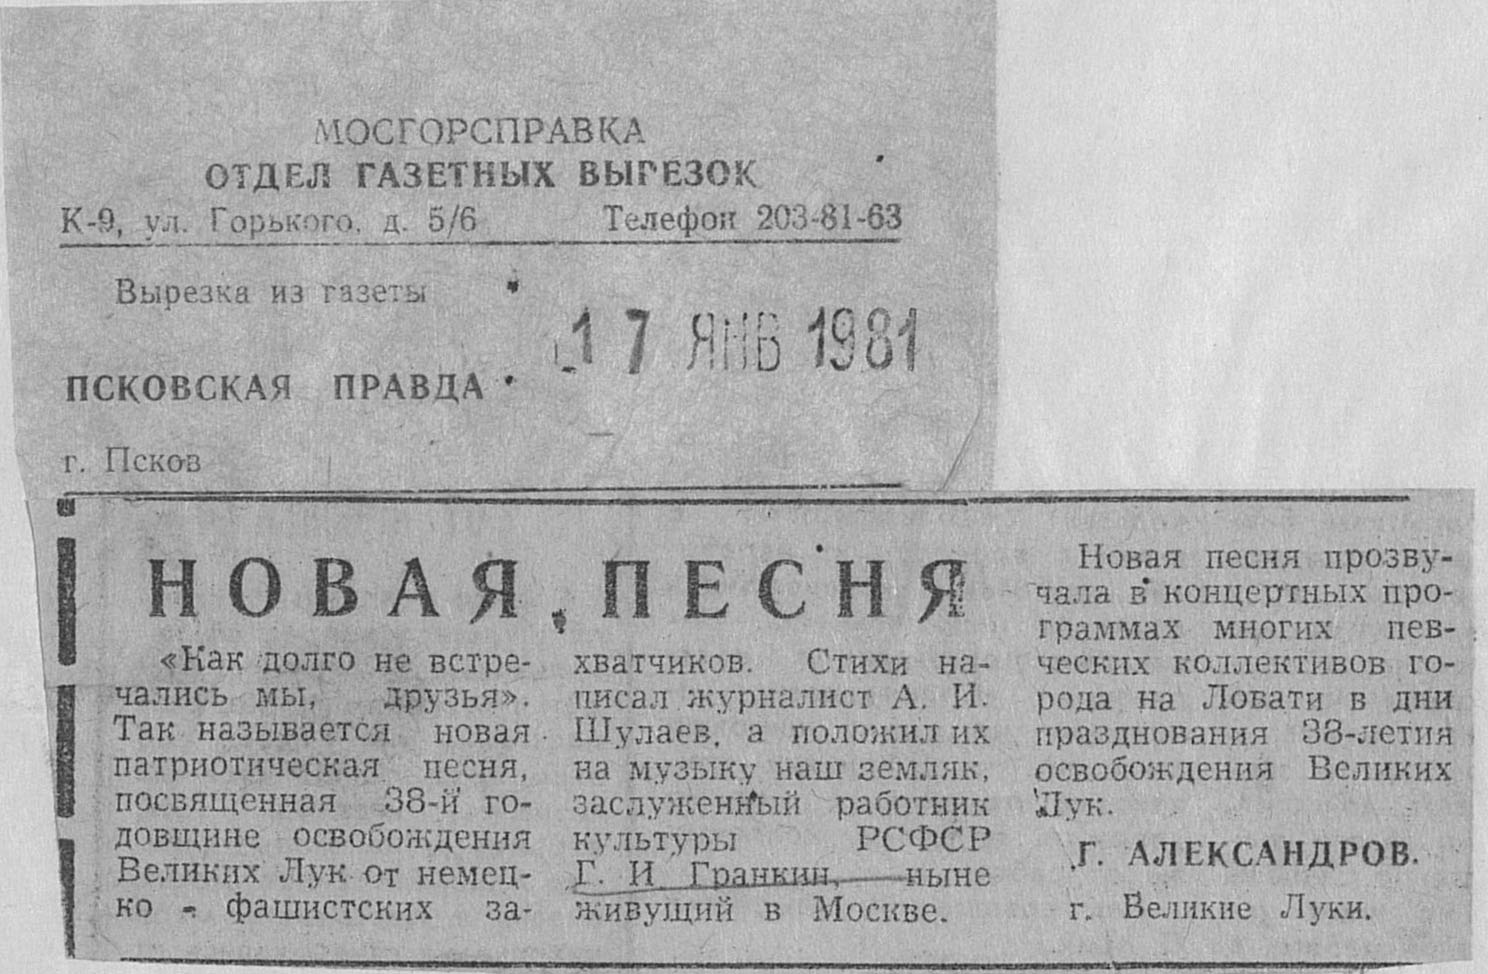 МОСГОРСПРАВКА
ОТДЕЛ ГАЗЕТНЫХ ВЫРЕЗОК
К-9, ул. Горького, д. 5/6 Телефон 203-81-63
Вырезка из газеты
17 ЯНВ 1981
ПСКОВСКАЯ ПРАВДА
г. Псков
НОВАЯ ПЕСНЯ
«Как долго не встре-
чались мы, друзья».
Так называется новая
патриотическая песня,
посвященная 38-й го-
довщине освобождения
Великих Лук от немец-
ко - фашистских за-
хватчиков. Стихи на-
писал журналист А. И.
Шулаев, а положил их
на музыку наш земляк,
заслуженный работник
культуры РСФСР
Г. И. Гранкин, ныне
живущий в Москве.
Новая песня прозву-
чала в концертных про-
граммах многих пев-
ческих коллективов го-
рода на Ловати в дни
празднования 38-летия
освобождения Великих
Лук.
Г. АЛЕКСАНДРОВ.
г. Великие Луки.